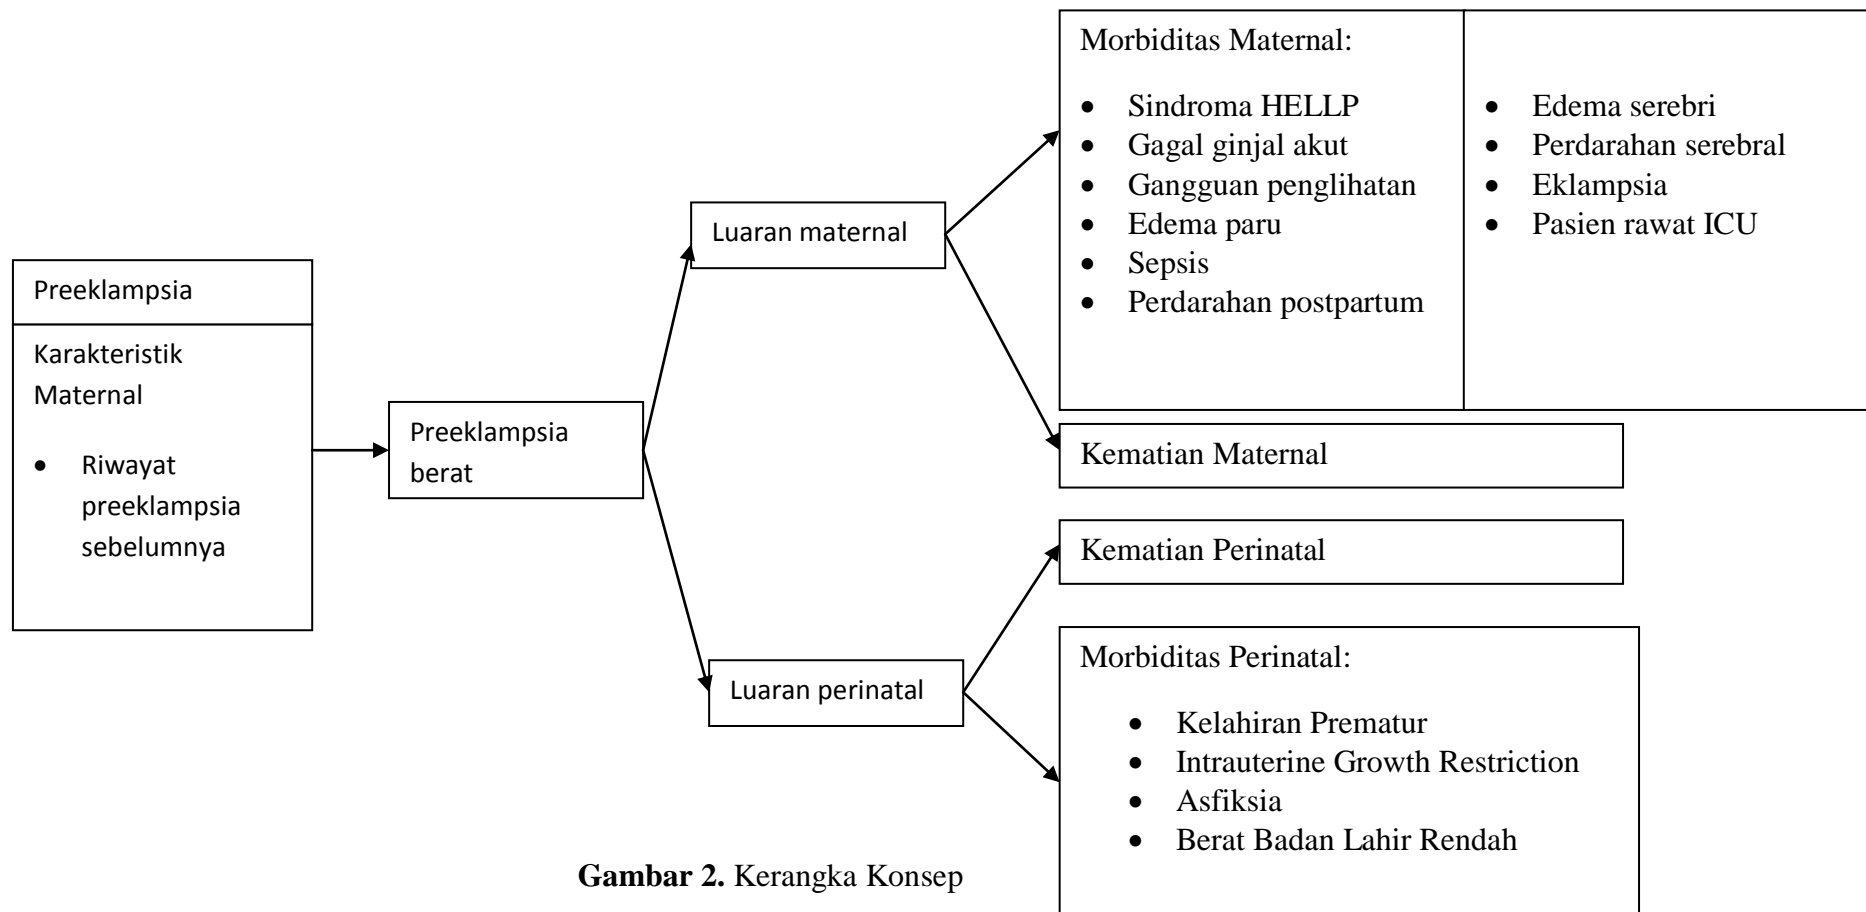 Preeklampsia
Karakteristik
Maternal
• Riwayat
preeklampsia
sebelumnya
Preeklampsia
berat
Luaran maternal
Luaran perinatal
Morbiditas Maternal:
• Sindroma HELLP
• Gagal ginjal akut
• Gangguan penglihatan
• Edema paru
• Sepsis
• Perdarahan postpartum
• Edema serebri
• Perdarahan serebral
• Eklampsia
• Pasien rawat ICU
Kematian Maternal
Kematian Perinatal
Morbiditas Perinatal:
• Kelahiran Prematur
• Intrauterine Growth Restriction
• Asfiksia
• Berat Badan Lahir Rendah
Gambar 2. Kerangka Konsep